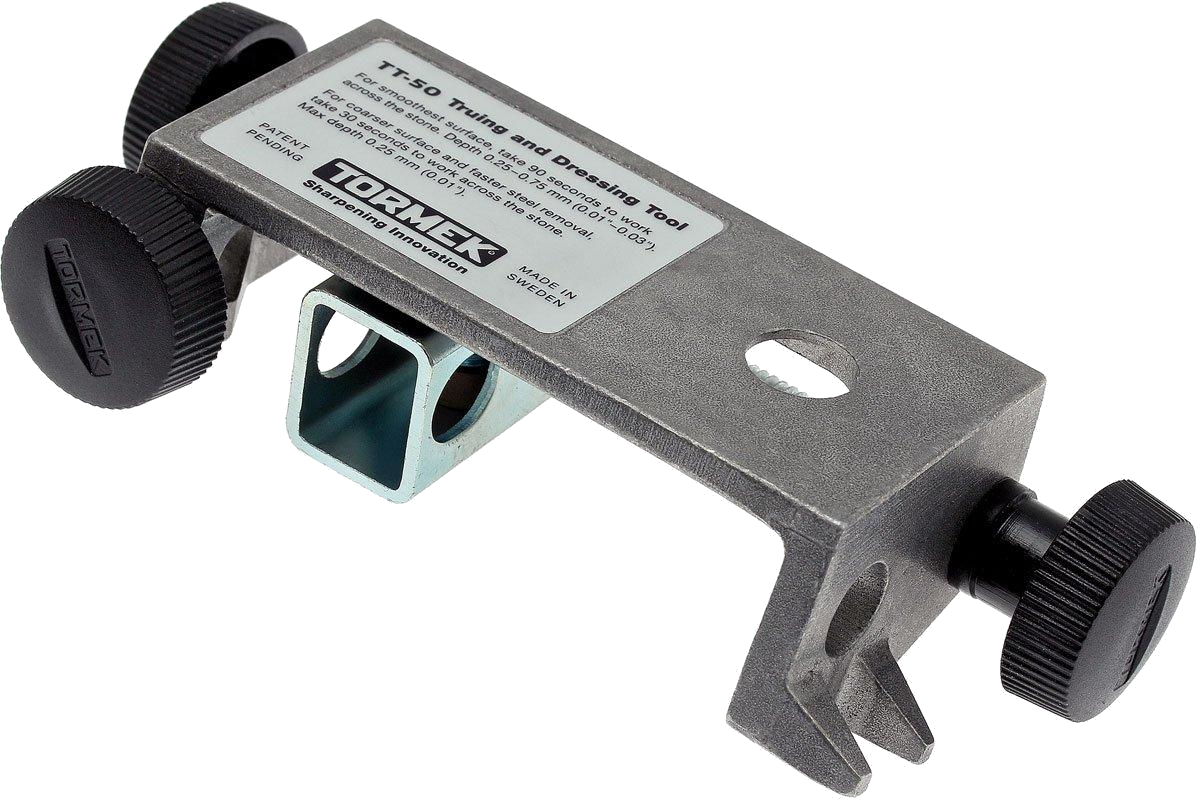 TT-50 Truing and Dressing Tool
For smoothest surface, take 90 seconds to work
across the stone. Depth 0.25–0.75 mm (0.01"–0.03").
For coarser surface and faster steel removal,
take 30 seconds to work across the stone.
Max depth 0.25 mm (0.01").
PATENT
PENDING
TORMEK
Sharpening Innovation
MADE IN
SWEDEN
TORMEK
TORMEK